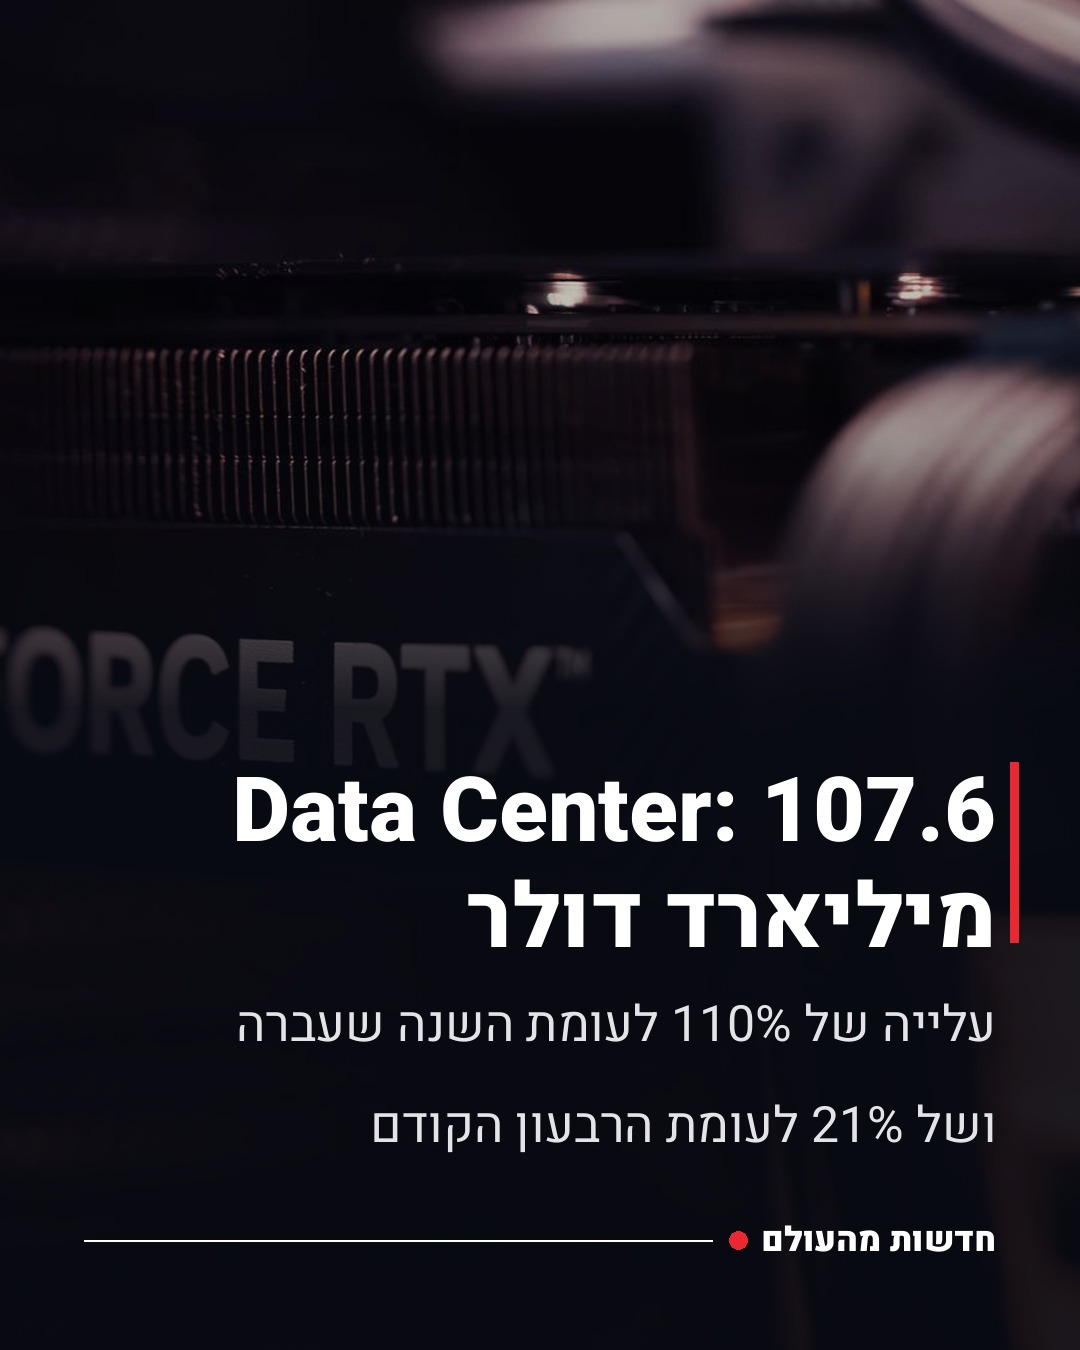 FORCE RTX™
Data Center: 107.6
מיליארד דולר
עלייה של 110% לעומת השנה שעברה
ושל 21% לעומת הרבעון הקודם
חדשות מהעולם